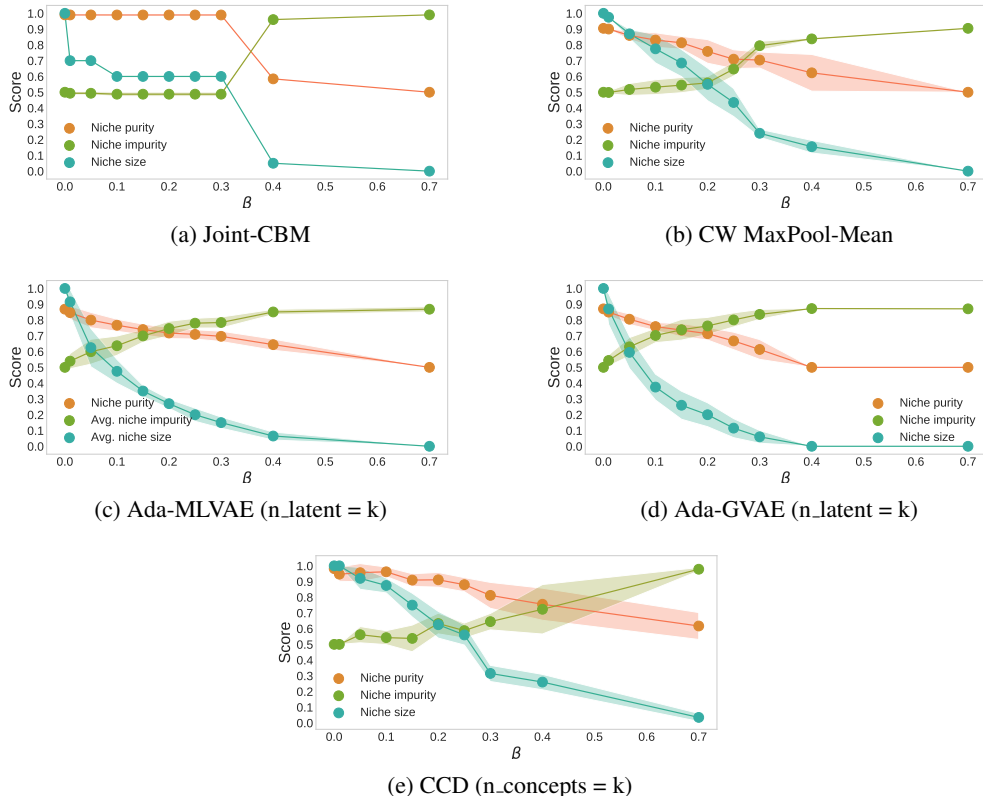 1.0
0.9
0.8
0.7
0.6
0.5
0.4
0.3
0.2
0.1
0.0
Score
Niche purity
Niche impurity
Niche size
0.0 0.1 0.2 0.3 0.4 0.5 0.6 0.7
β
(a) Joint-CBM
1.0
0.9
0.8
0.7
0.6
0.5
0.4
0.3
0.2
0.1
0.0
Score
Niche purity
Niche impurity
Niche size
0.0 0.1 0.2 0.3 0.4 0.5 0.6 0.7
β
(b) CW MaxPool-Mean
1.0
0.9
0.8
0.7
0.6
0.5
0.4
0.3
0.2
0.1
0.0
Score
Niche purity
Avg. niche impurity
Avg. niche size
0.0 0.1 0.2 0.3 0.4 0.5 0.6 0.7
β
(c) Ada-MLVAE (n_latent = k)
1.0
0.9
0.8
0.7
0.6
0.5
0.4
0.3
0.2
0.1
0.0
Score
Niche purity
Niche impurity
Niche size
0.0 0.1 0.2 0.3 0.4 0.5 0.6 0.7
β
(d) Ada-GVAE (n_latent = k)
1.0
0.9
0.8
0.7
0.6
0.5
0.4
0.3
0.2
0.1
0.0
Score
Niche purity
Niche impurity
Niche size
0.0 0.1 0.2 0.3 0.4 0.5 0.6 0.7
β
(e) CCD (n_concepts = k)